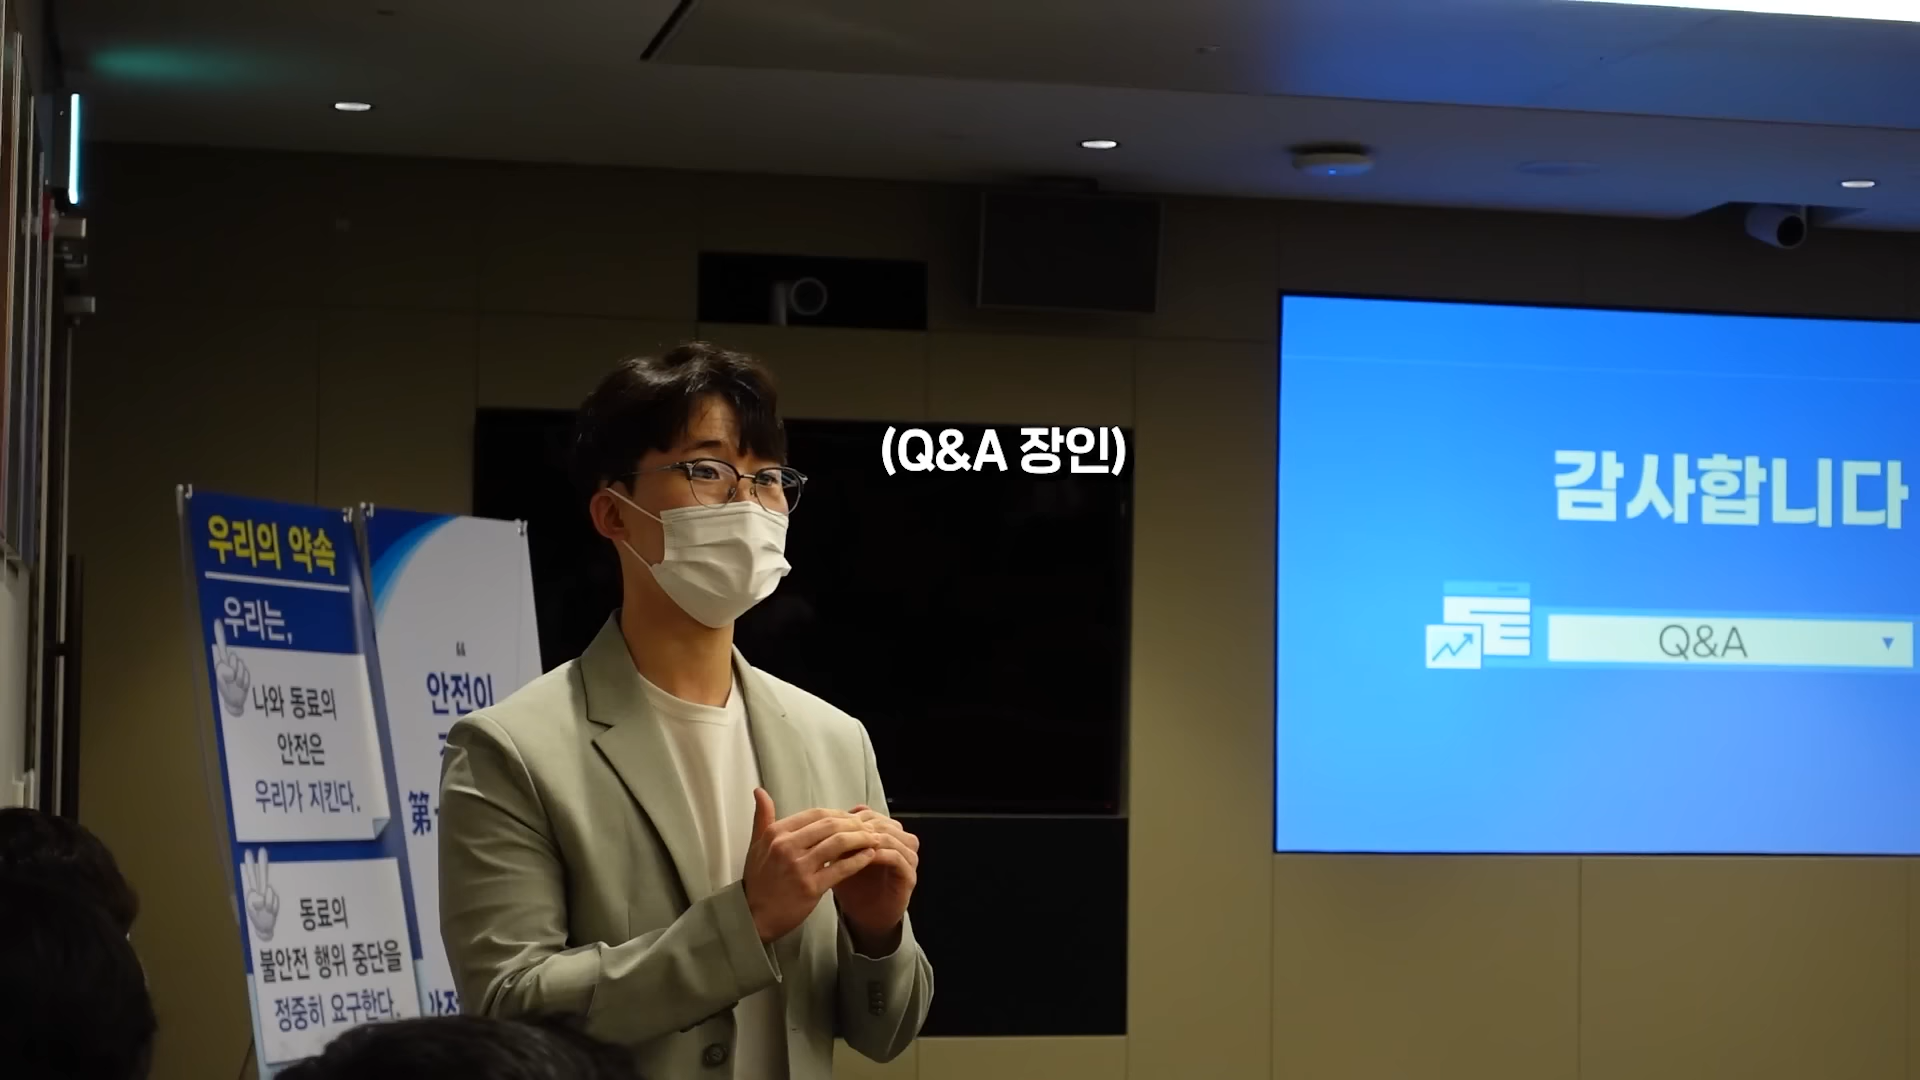 (Q&A 장인)
감사합니다
Q&A
우리의 약속
우리는,
나와 동료의
안전은
우리가 지킨다.
동료의
불안전 행위 중단을
정중히 요구한다.
“
안전이
第